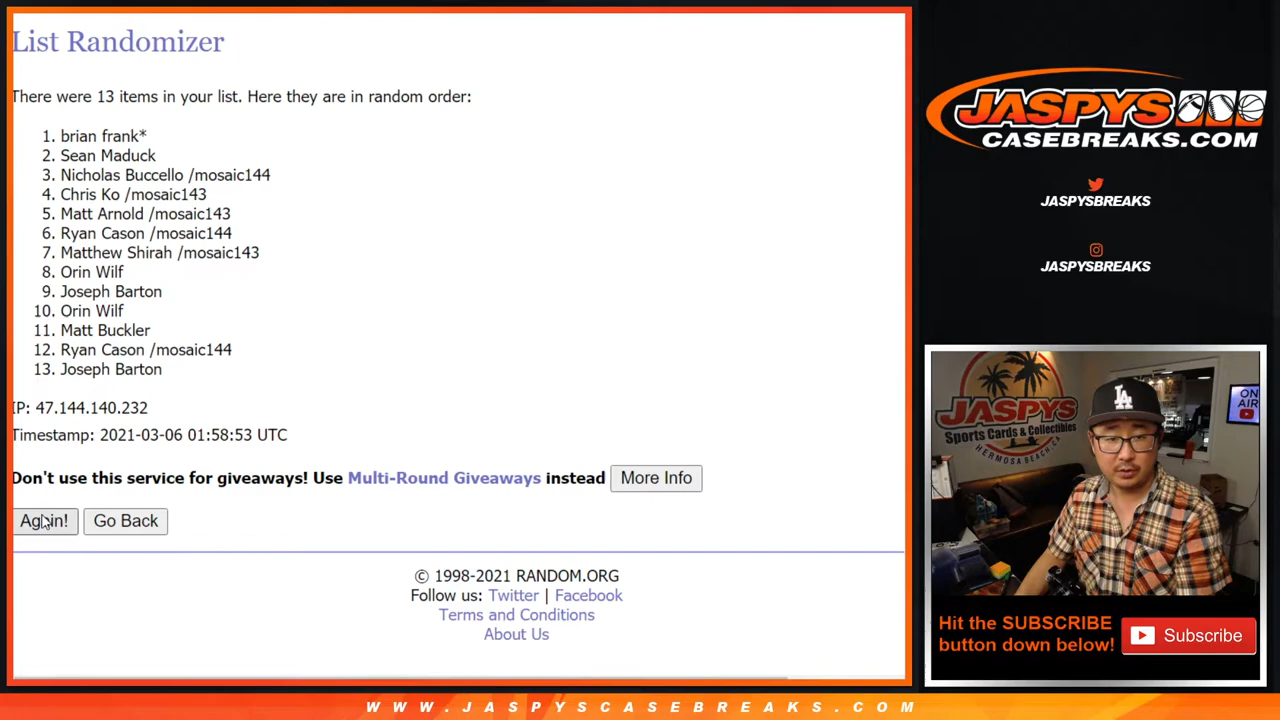 List Randomizer
There were 13 items in your list. Here they are in random order:
1. brian frank*
2. Sean Maduck
3. Nicholas Buccello /mosaic144
4. Chris Ko /mosaic143
5. Matt Arnold /mosaic143
6. Ryan Cason /mosaic144
7. Matthew Shirah /mosaic143
8. Orin Wilf
9. Joseph Barton
10. Orin Wilf
11. Matt Buckler
12. Ryan Cason /mosaic144
13. Joseph Barton
IP: 47.144.140.232
Timestamp: 2021-03-06 01:58:53 UTC
Don't use this service for giveaways! Use Multi-Round Giveaways instead More Info
Again! Go Back
© 1998-2021 RANDOM.ORG
Follow us: Twitter | Facebook
Terms and Conditions
About Us
JASPYS
CASEBREAKS.COM
JASPYSBREAKS
JASPYSBREAKS
JASPYS
Sports Cards & Collectibles
HERMOSA BEACH, CA
LA
ON
AIR
Hit the SUBSCRIBE
button down below!
Subscribe
WWW.JASPYSCASEBREAKS.COM